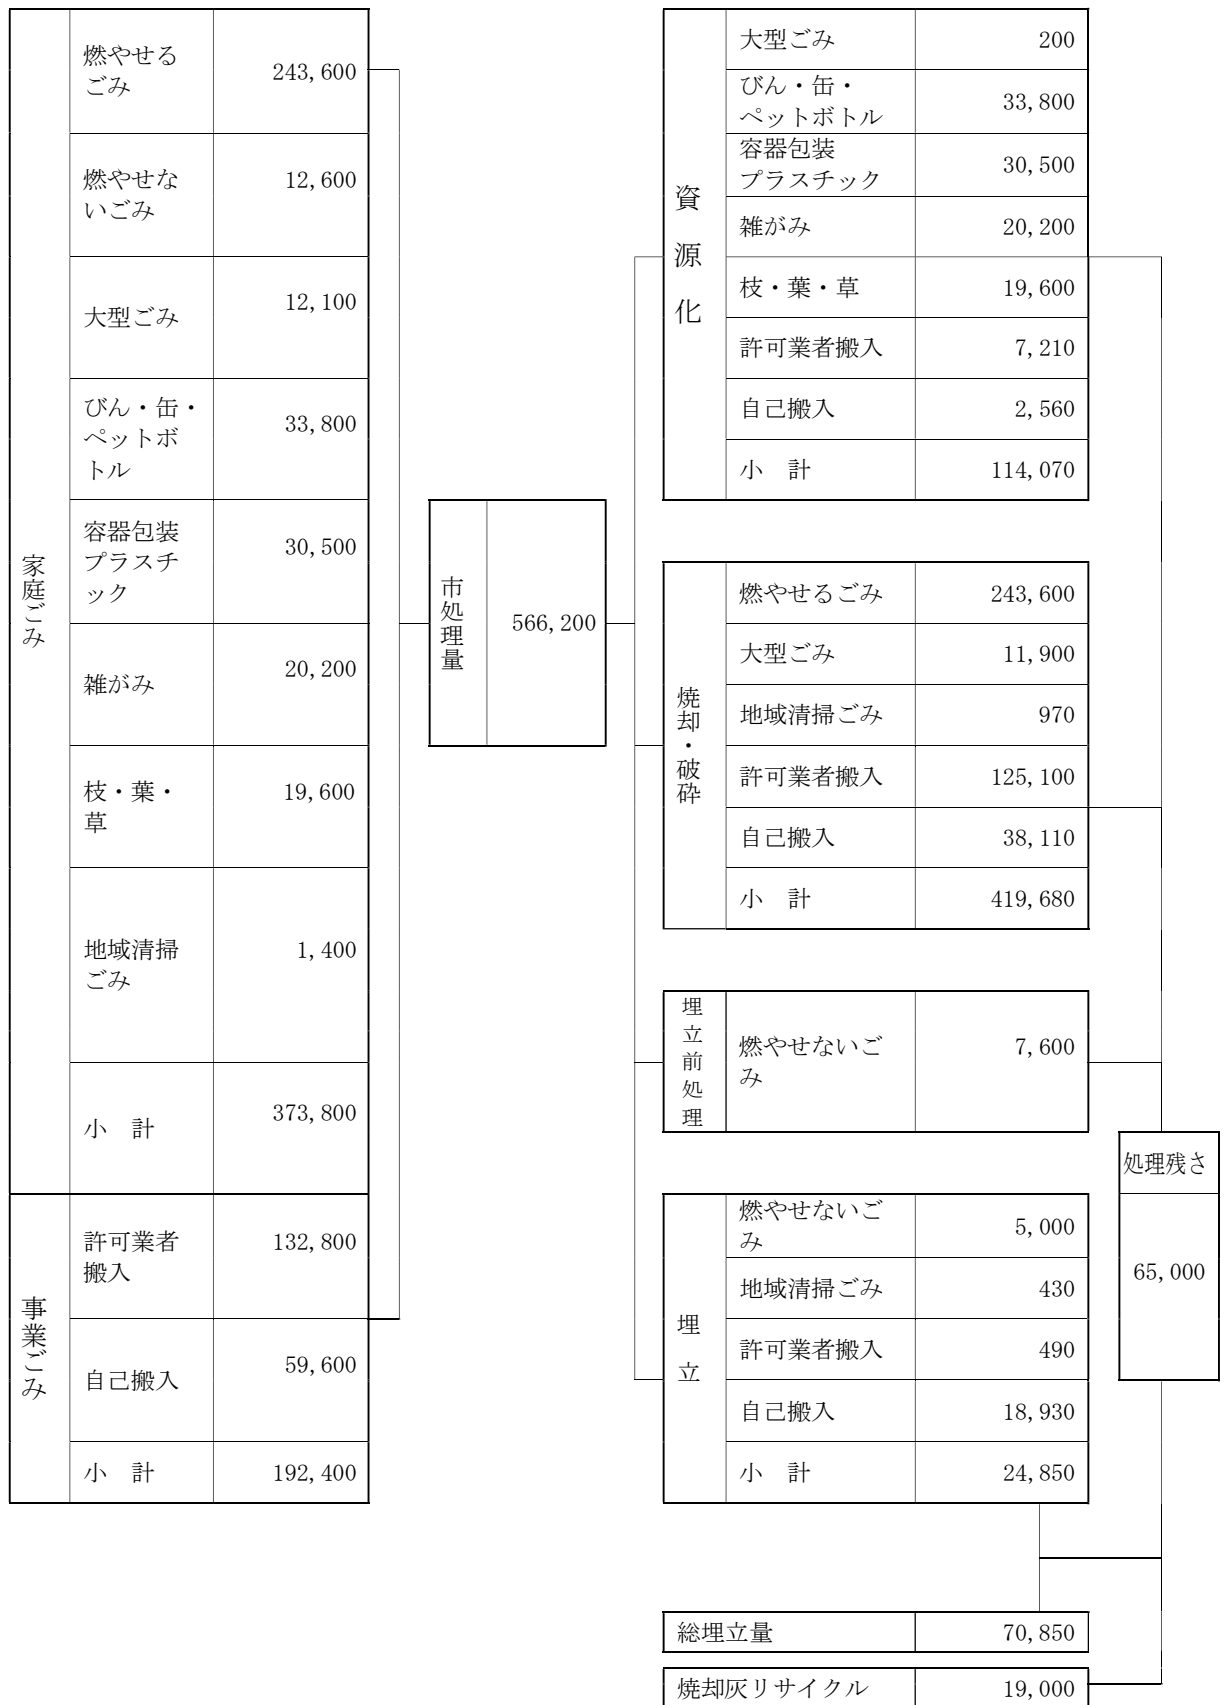 家庭ごみ
燃やせる
ごみ
243,600
燃やせな
いごみ
12,600
大型ごみ
12,100
びん・缶・
ペットボ
トル
33,800
容器包装
プラスチ
ック
30,500
雑がみ
20,200
枝・葉・
草
19,600
地域清掃
ごみ
1,400
小　計
373,800
事業ごみ
許可業者
搬入
132,800
自己搬入
59,600
小　計
192,400
市処理量
566,200
資源化
大型ごみ
200
びん・缶・
ペットボトル
33,800
容器包装
プラスチック
30,500
雑がみ
20,200
枝・葉・草
19,600
許可業者搬入
7,210
自己搬入
2,560
小　計
114,070
焼却・破砕
燃やせるごみ
243,600
大型ごみ
11,900
地域清掃ごみ
970
許可業者搬入
125,100
自己搬入
38,110
小　計
419,680
埋立前処理
燃やせないご
み
7,600
埋立
燃やせないご
み
5,000
地域清掃ごみ
430
許可業者搬入
490
自己搬入
18,930
小　計
24,850
処理残さ
65,000
総埋立量
70,850
焼却灰リサイクル
19,000